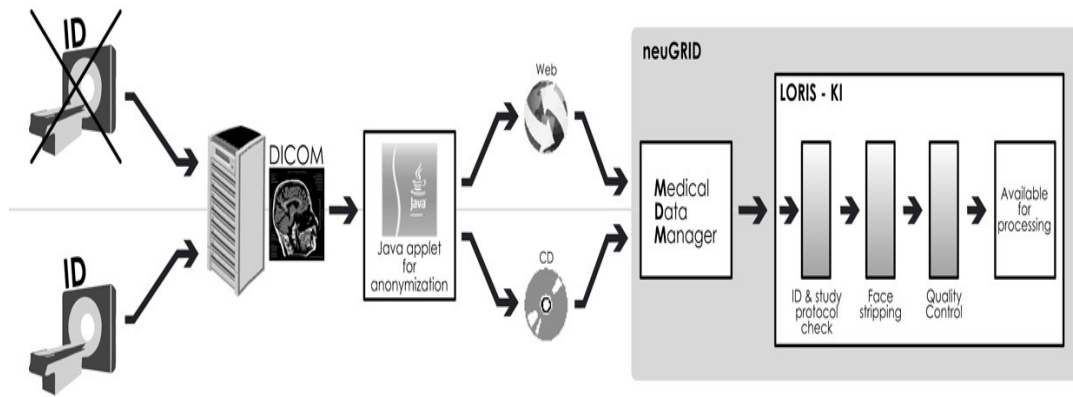 ID
ID
DICOM
Java
Java applet
for
anonymization
Web
CD
neuGRID
Medical
Data
Manager
LORIS - KI
ID & study
protocol
check
Face
stripping
Quality
Control
Available
for
processing